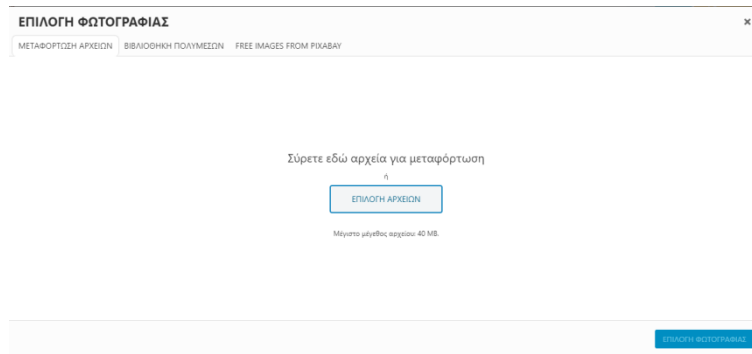 ΕΠΙΛΟΓΗ ΦΩΤΟΓΡΑΦΙΑΣ
×
ΜΕΤΑΦΟΡΤΩΣΗ ΑΡΧΕΙΩΝ ΒΙΒΛΙΟΘΗΚΗ ΠΟΛΥΜΕΣΩΝ FREE IMAGES FROM PIXABAY
Σύρετε εδώ αρχεία για μεταφόρτωση
ή
ΕΠΙΛΟΓΗ ΑΡΧΕΙΩΝ
Μέγιστο μέγεθος αρχείου: 40 MB.
ΕΠΙΛΟΓΗ ΦΩΤΟΓΡΑΦΙΑΣ